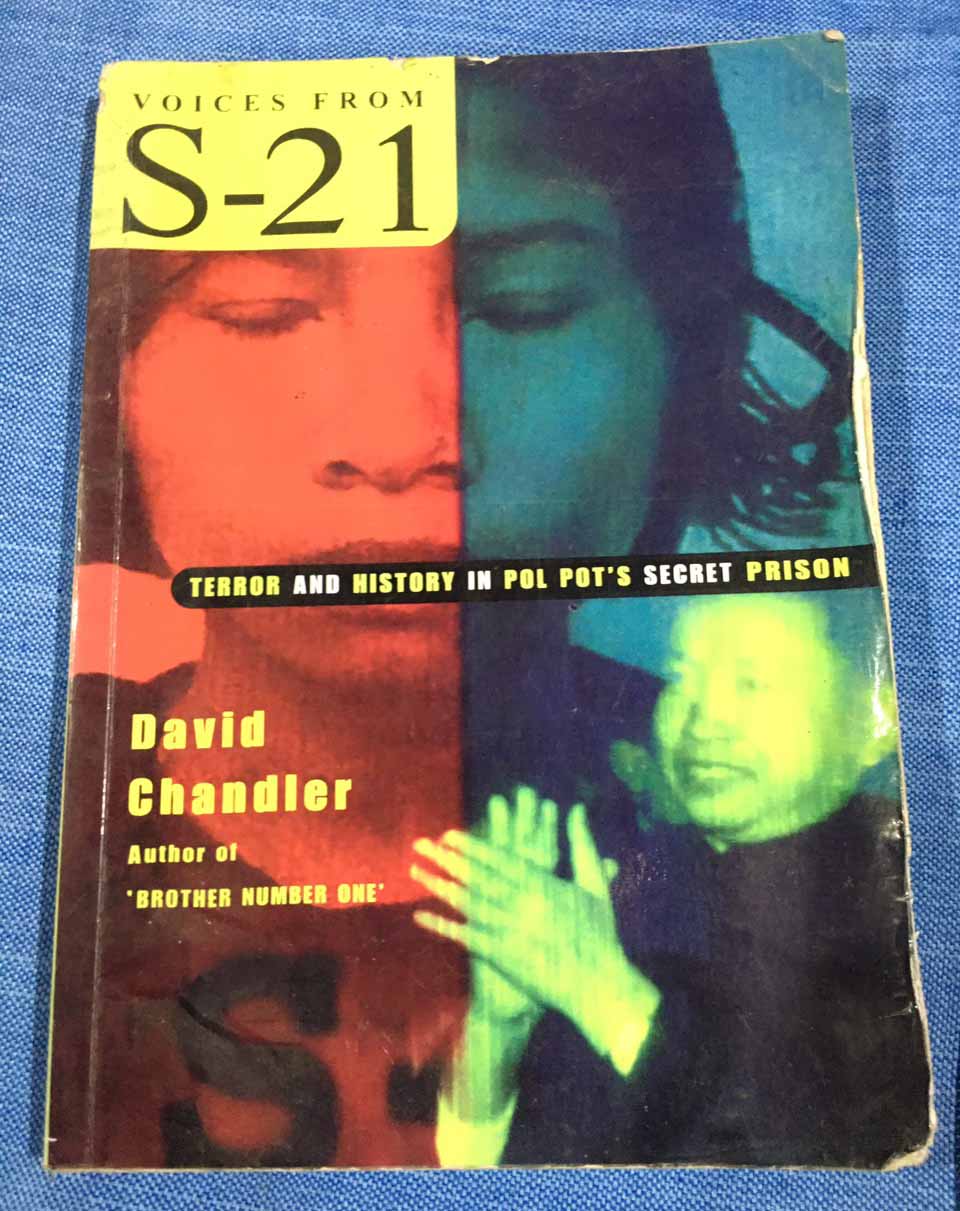 VOICES FROM
S-21
TERROR AND HISTORY IN POL POT'S SECRET PRISON
David
Chandler
Author of
'BROTHER NUMBER ONE'